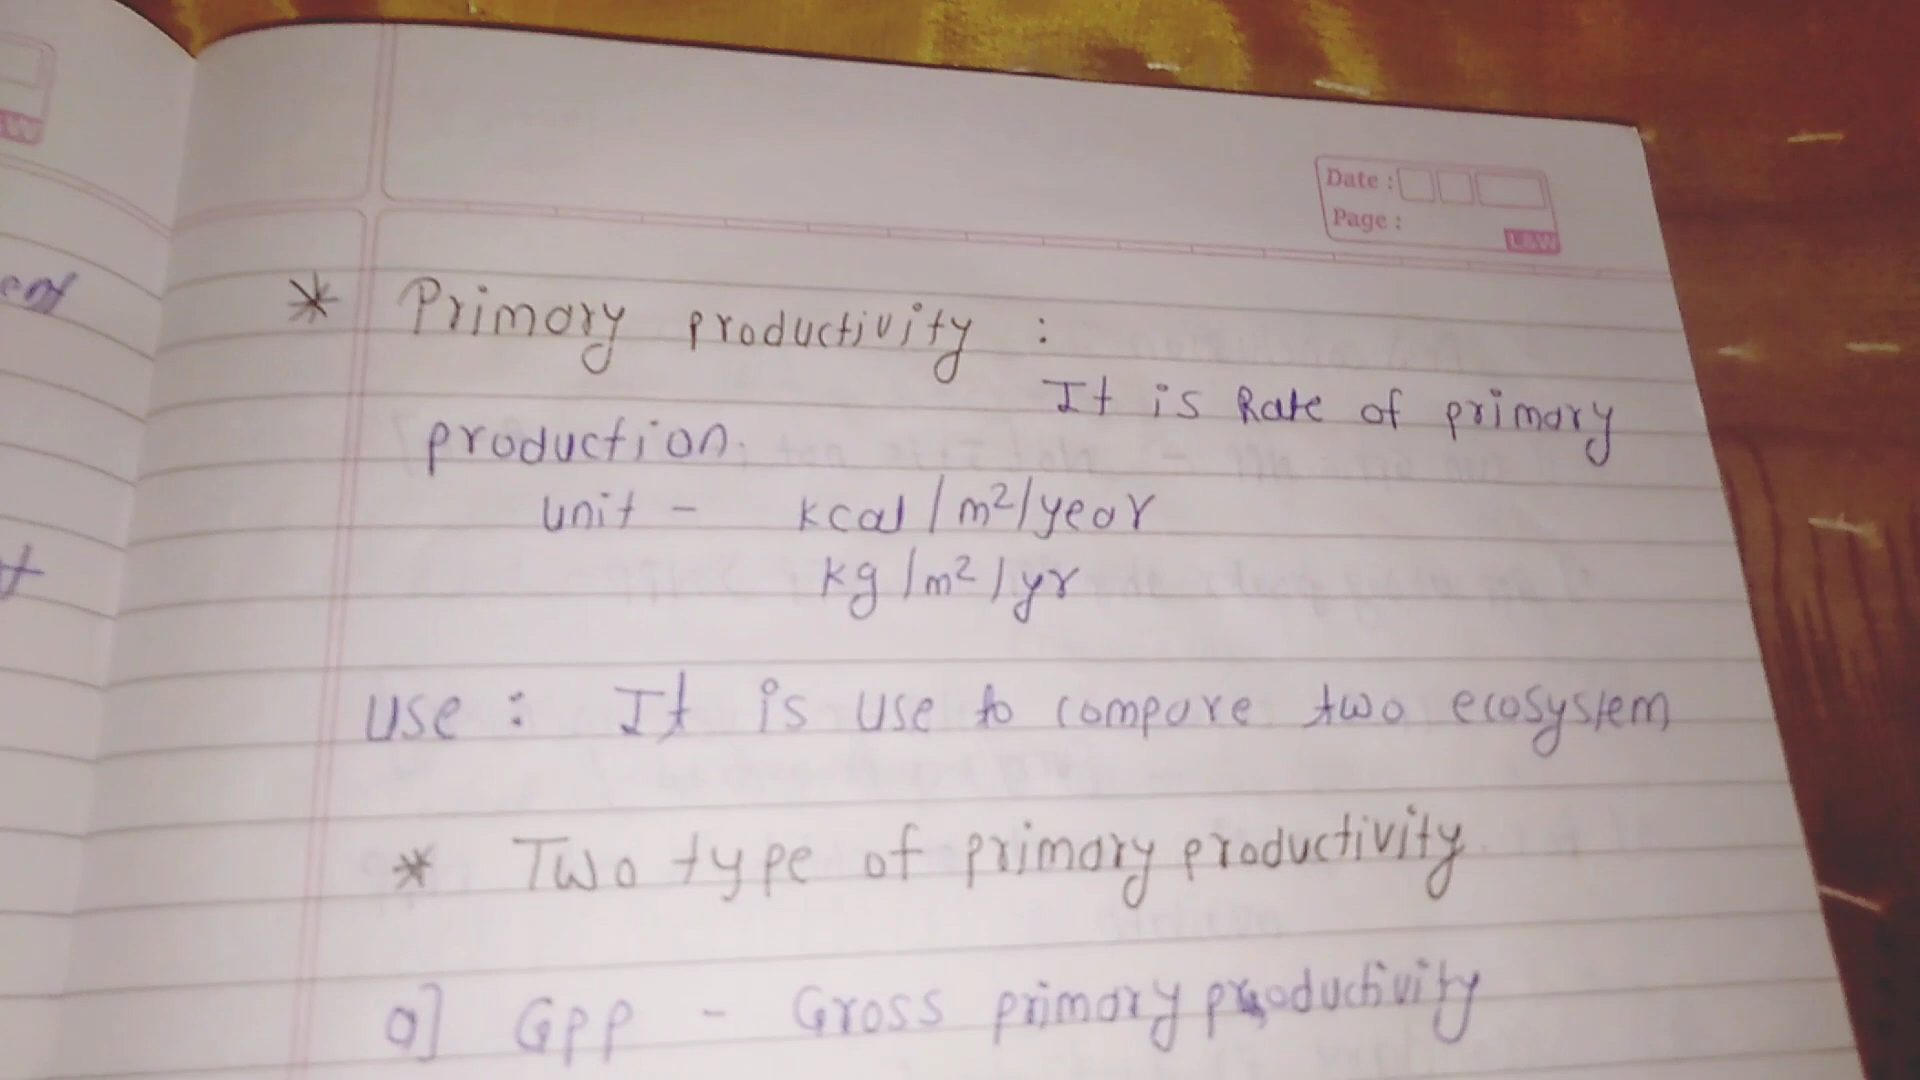 Date :
Page :
L&W
* Primary productivity :
It is Rate of primary
production.
unit - kcal/m²/year
kg/m²/yr
use : It is use to compare two ecosystem
* Two type of primary productivity
a] GPP - Gross primary productivity